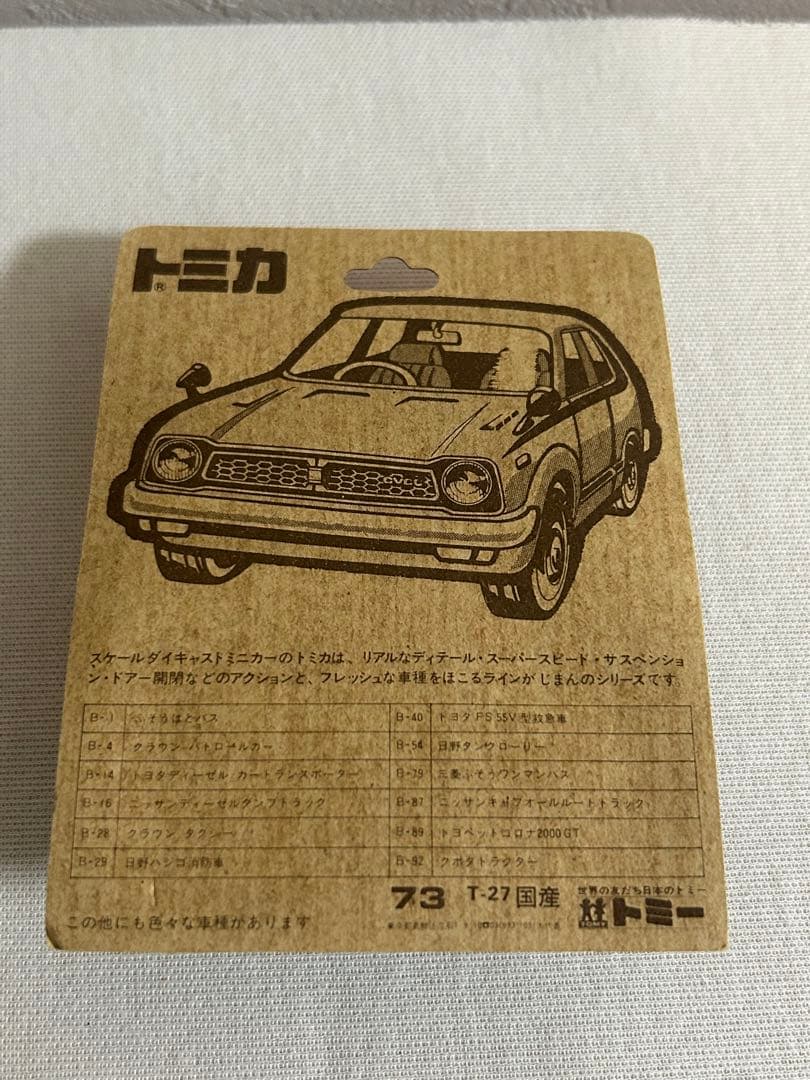 トミカ
®
CVCC
スケールダイキャストミニカーのトミカは、リアルなディテール・スーパースピード・サスペンショ
ン・ドアー開閉などのアクションと、フレッシュな車種をほこるラインがじまんのシリーズです。
B-1 ふそうはとバス B-40 トヨタFS55V型救急車
B-4 クラウンパトロールカー B-54 日野タンクローリー
B-14 トヨタディーゼル カートランスポーター B-79 三菱ふそうワンマンバス
B-16 ニッサンディーゼルダンプトラック B-87 ニッサンキャブオールルートトラック
B-28 クラウン タクシー B-89 トヨペットコロナ2000GT
B-29 日野ハシゴ消防車 B-92 クボタトラクター
この他にも色々な車種があります
73 T-27 国産
世界の友だち日本のトミー
TOMY トミー